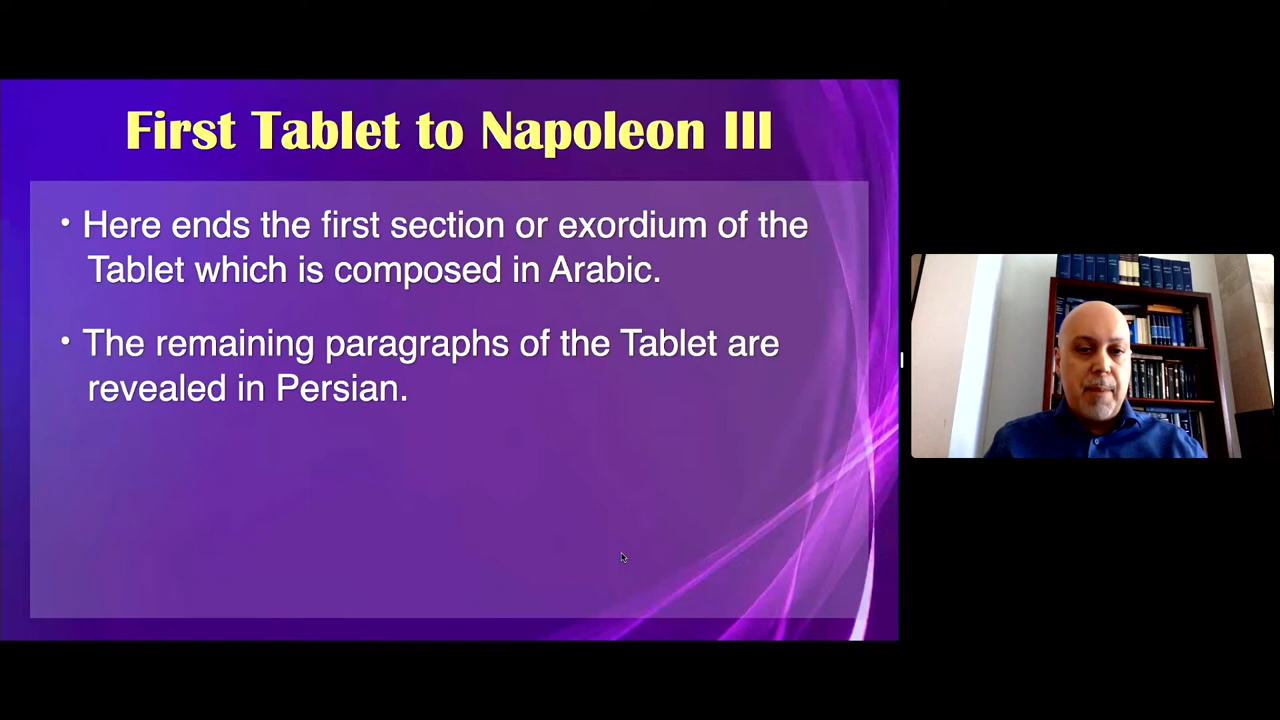 First Tablet to Napoleon III
• Here ends the first section or exordium of the
Tablet which is composed in Arabic.
• The remaining paragraphs of the Tablet are
revealed in Persian.